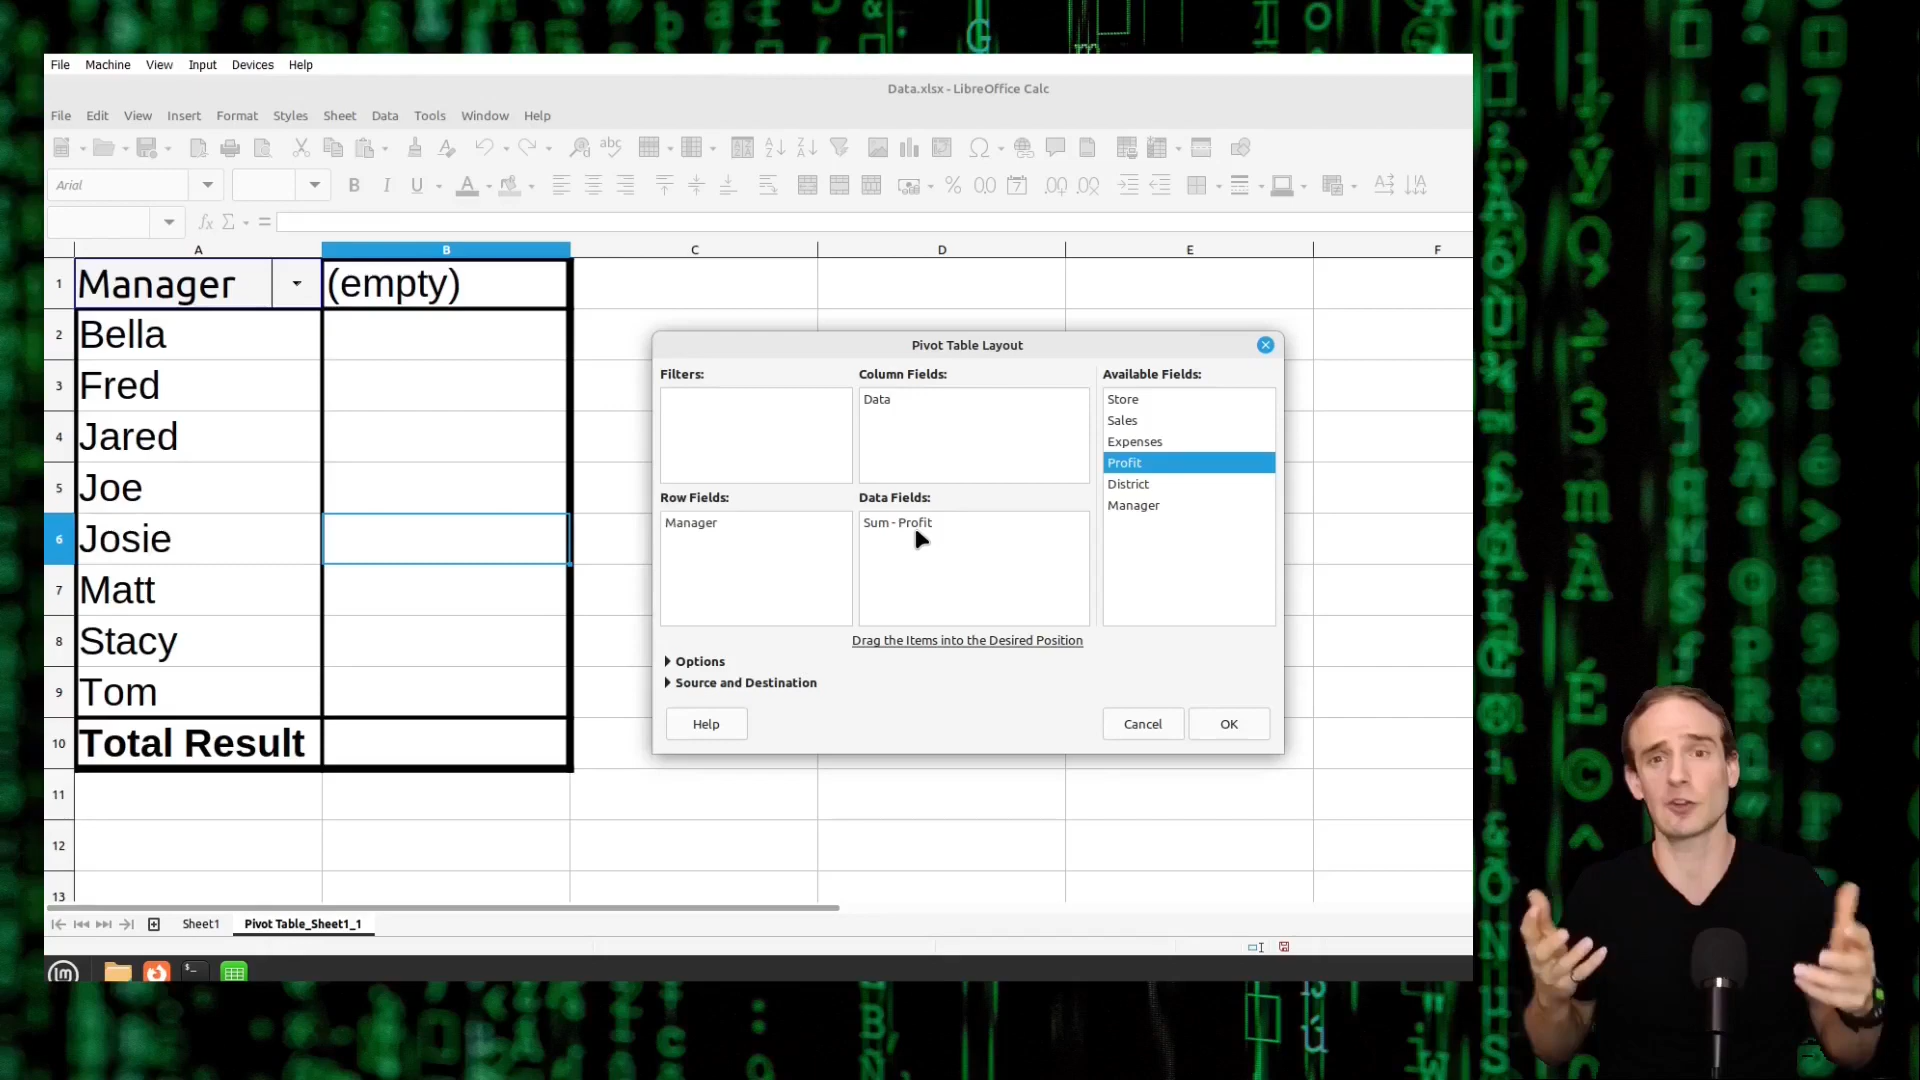 File Machine View Input Devices Help
Data.xlsx - LibreOffice Calc
File Edit View Insert Format Styles Sheet Data Tools Window Help
Arial
A B C D E F
1 Manager (empty)
2 Bella
3 Fred
4 Jared
5 Joe
6 Josie
7 Matt
8 Stacy
9 Tom
10 Total Result
11
12
13
Pivot Table Layout
Filters:
Column Fields:
Data
Available Fields:
Store
Sales
Expenses
Profit
District
Manager
Row Fields:
Manager
Data Fields:
Sum - Profit
Drag the Items into the Desired Position
Options
Source and Destination
Help
Cancel
OK
Sheet1
Pivot Table_Sheet1_1